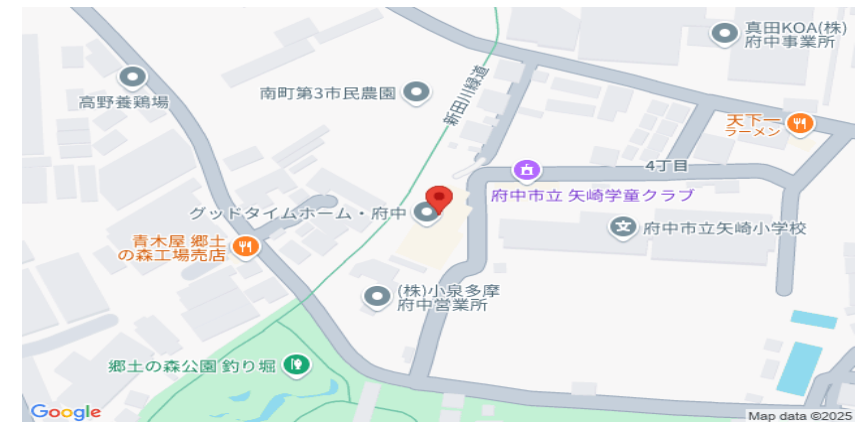 真田KOA(株)
府中事業所
高野養鶏場
南町第3市民農園
新田川緑道
天下一
ラーメン
4丁目
府中市立 矢崎学童クラブ
グッドタイムホーム・府中
府中市立矢崎小学校
青木屋 郷土
の森工場売店
(株)小泉多摩
府中営業所
郷土の森公園 釣り堀
Google
Map data ©2025